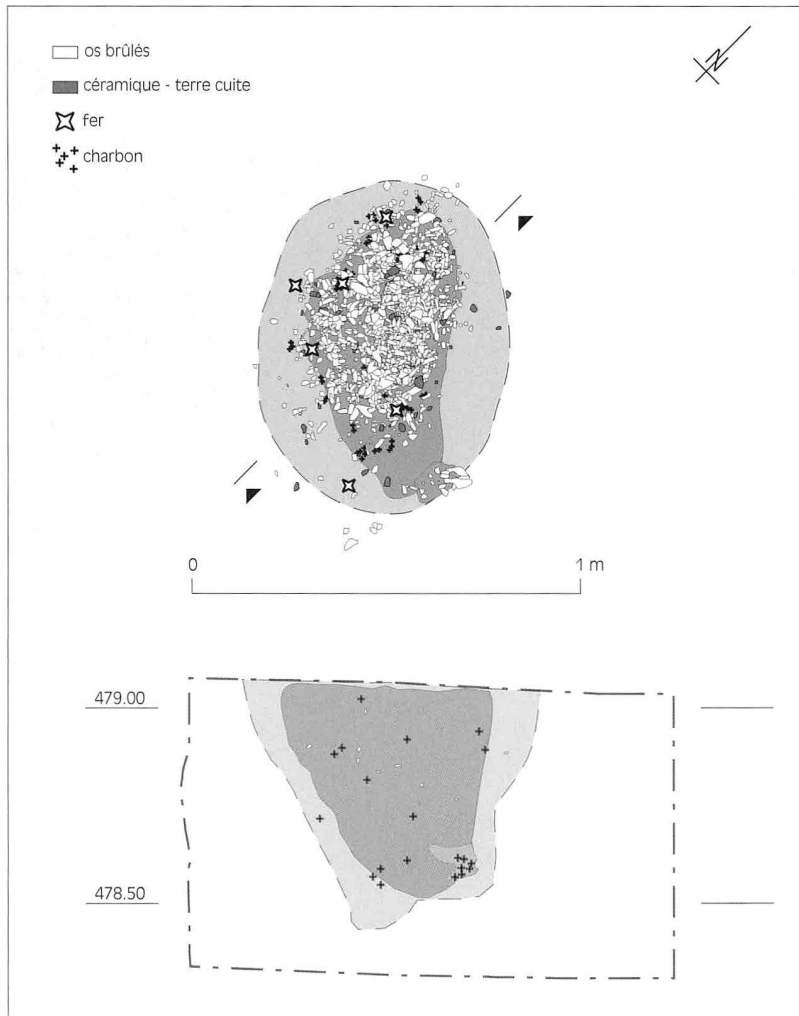 os brûlés
céramique - terre cuite
fer
charbon
N
0 1 m
479.00
478.50